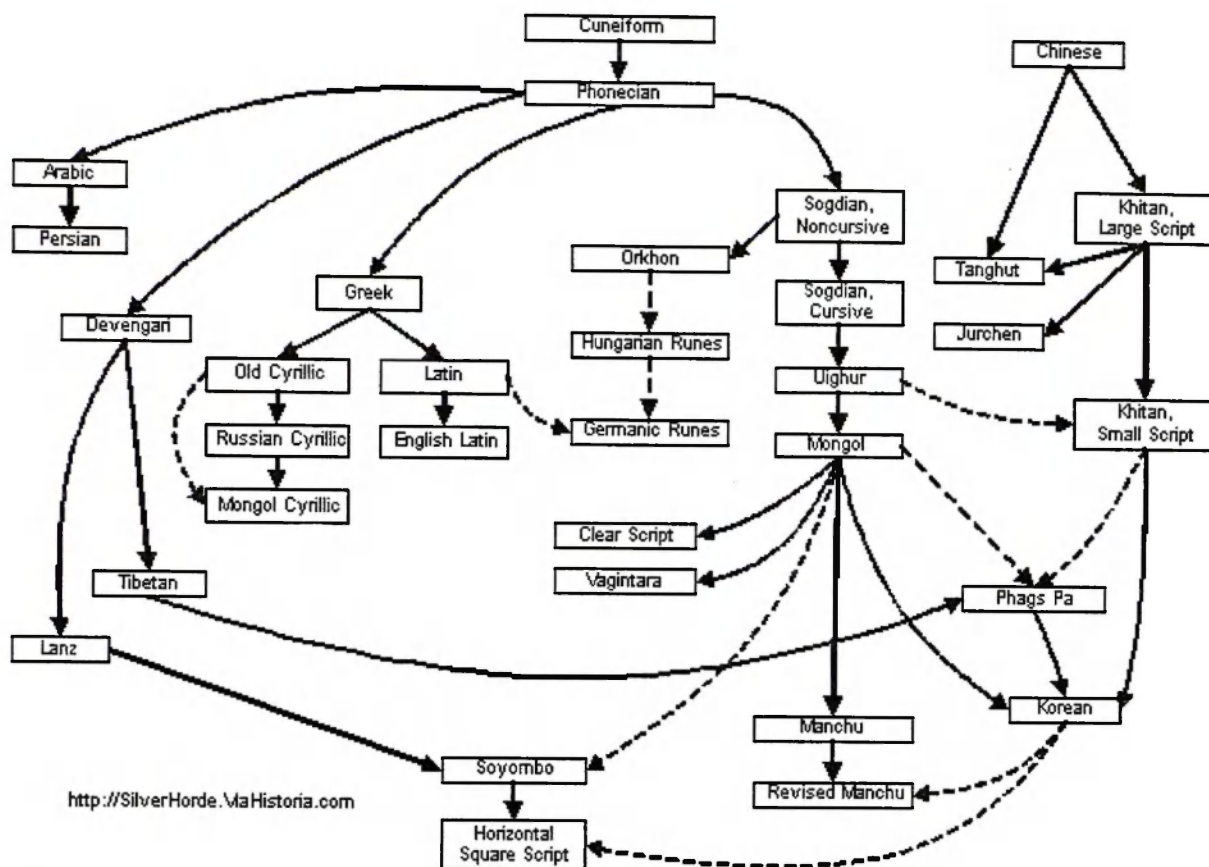 Cuneiform
Chinese
Phonecian
Arabic
Persian
Sogdian,
Noncursive
Khitan,
Large Script
Orkhon
Tanghut
Greek
Sogdian,
Cursive
Devengari
Hungarian Runes
Jurchen
Old Cyrillic
Latin
Uighur
Khitan,
Small Script
Russian Cyrillic
English Latin
Germanic Runes
Mongol
Mongol Cyrillic
Clear Script
Vagintara
Tibetan
Phags Pa
Lanz
Korean
Manchu
Soyombo
Revised Manchu
http://SilverHorde.ViaHistoria.com
Horizontal
Square Script